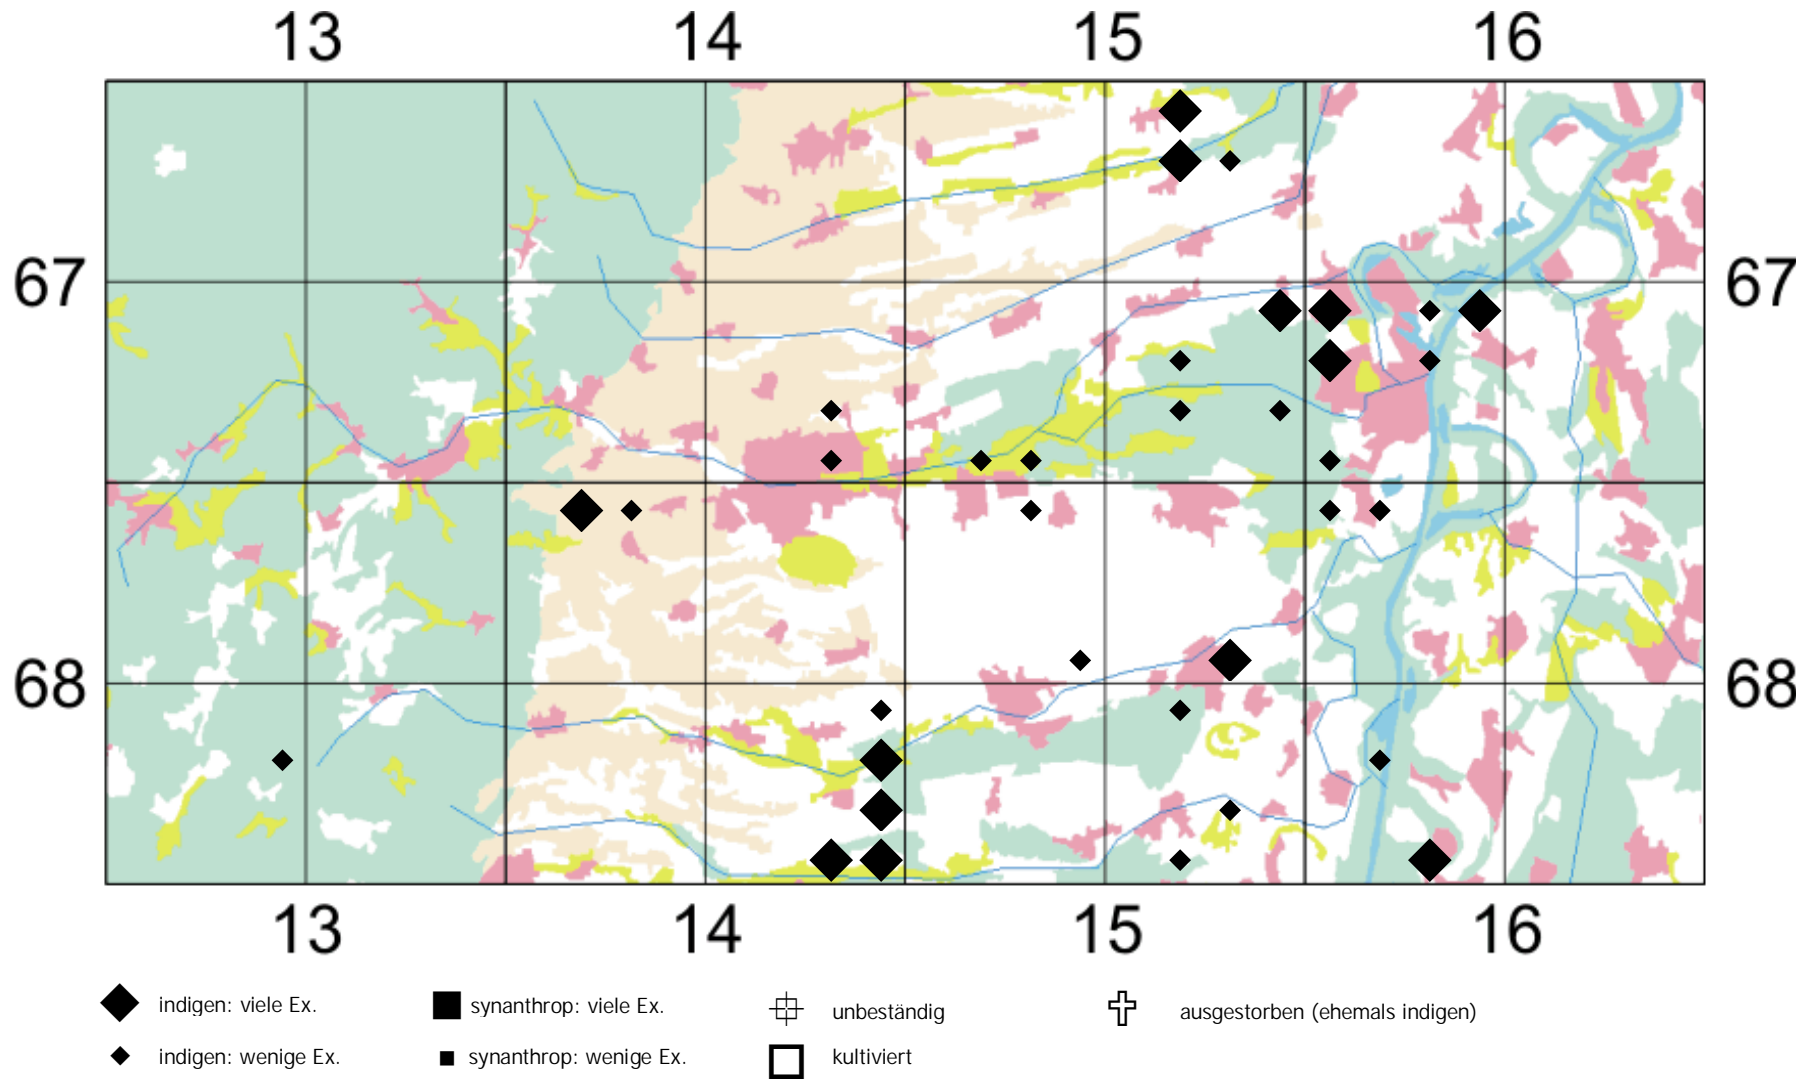 13 14 15 16
67 67
68 68
13 14 15 16
indigen: viele Ex. synanthrop: viele Ex. unbeständig ausgestorben (ehemals indigen)
indigen: wenige Ex. synanthrop: wenige Ex. kultiviert